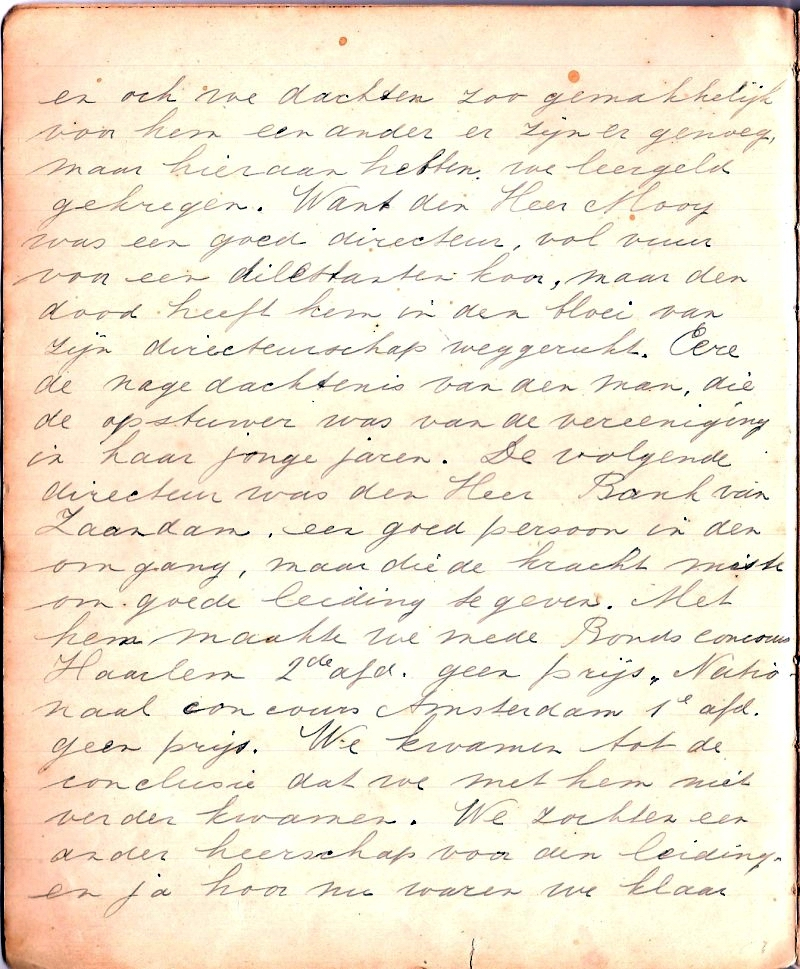 en och we dachten zoo gemakkelijk
voor hem een ander er zijn er genoeg,
maar hieraan hebben we leergeld
gekregen. Want den Heer Mooy
was een goed directeur, vol vuur
voor een dilettanten koor, maar den
dood heeft hem in den bloei van
zijn directeurschap weggerukt. Eere
de nagedachtenis van den man, die
de opstuwer was van de vereeniging
in haar jonge jaren. De volgende
directeur was den Heer Bank van
Zaandam, een goed persoon in den
omgang, maar die de kracht miste
om goede leiding te geven. Met
hem maakte we mede Bondsconcours
Haarlem 2de afd. geen prijs, Natio-
naal concours Amsterdam 1e afd.
geen prijs. We kwamen tot de
conclusie dat we met hem niet
verder kwamen. We zochten een
ander heerschap voor den leiding.
en ja hoor nu waren we klaar